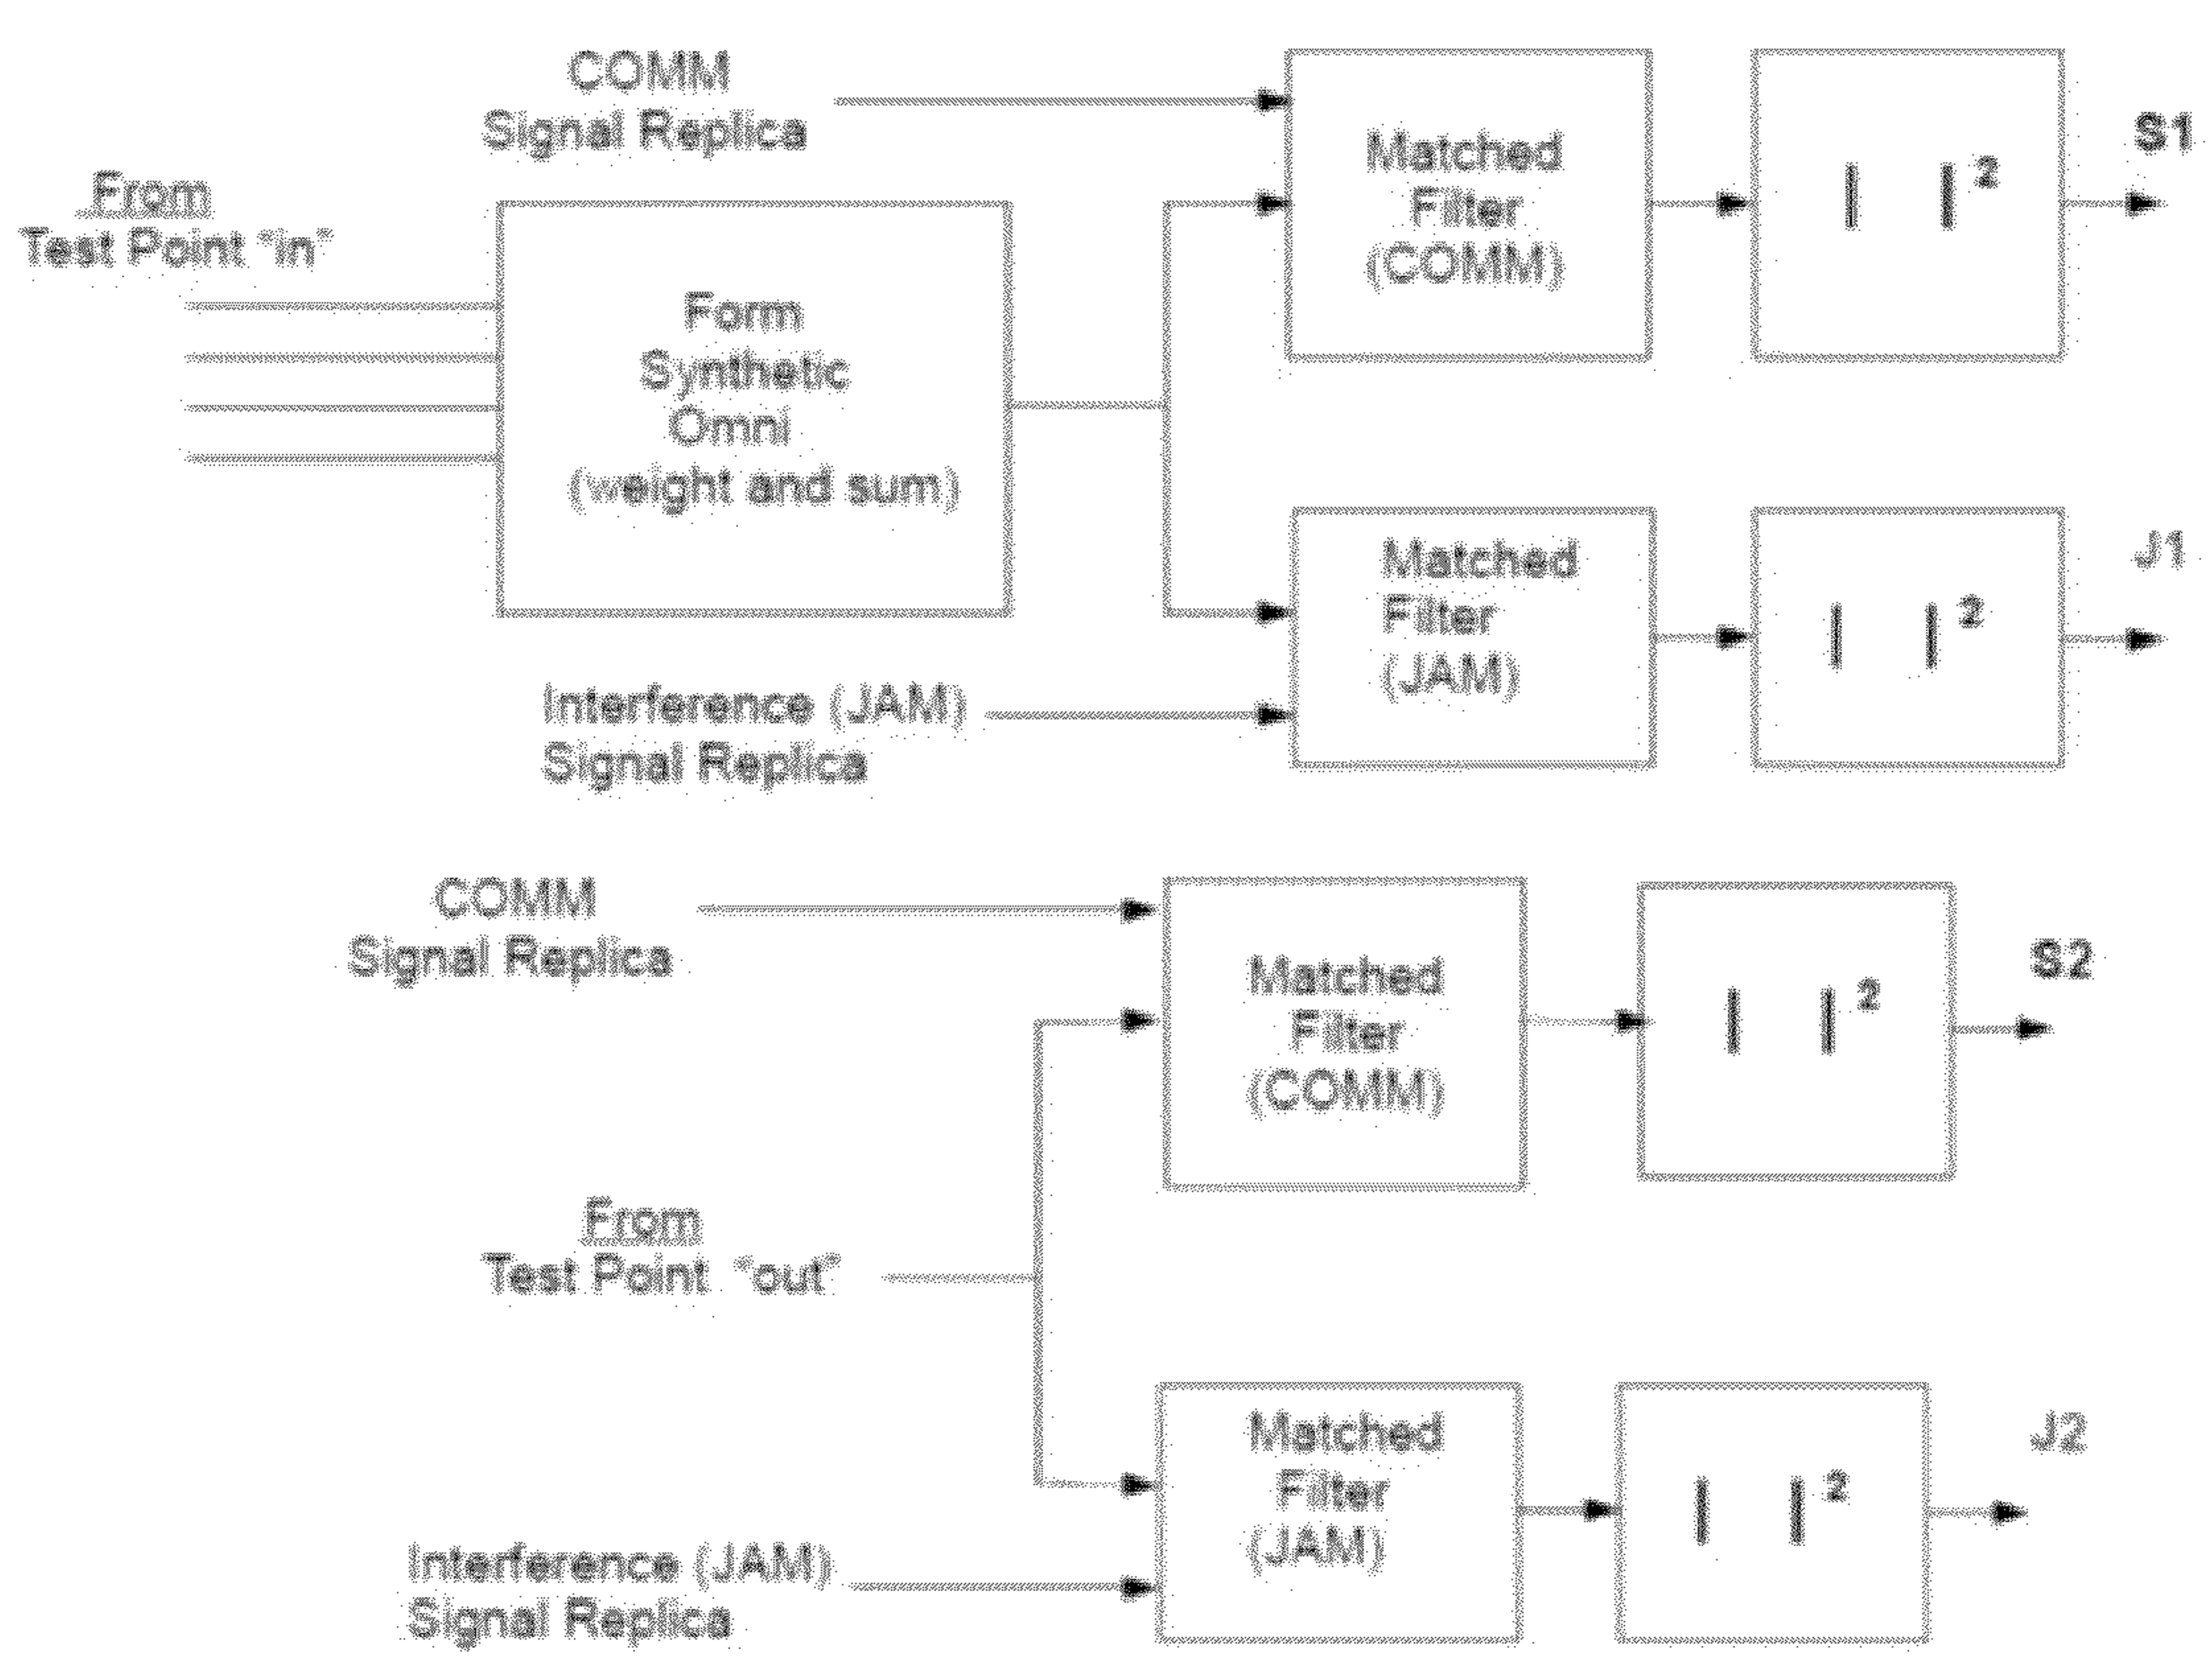 COMM
Signal Replica
From
Test Point "in"
Form
Synthetic
Omni
(weight and sum)
Matched
Filter
(COMM)
| | 2
S1
Matched
Filter
(JAM)
| | 2
J1
Interference (JAM)
Signal Replica
COMM
Signal Replica
Matched
Filter
(COMM)
| | 2
S2
From
Test Point "out"
Matched
Filter
(JAM)
| | 2
J2
Interference (JAM)
Signal Replica